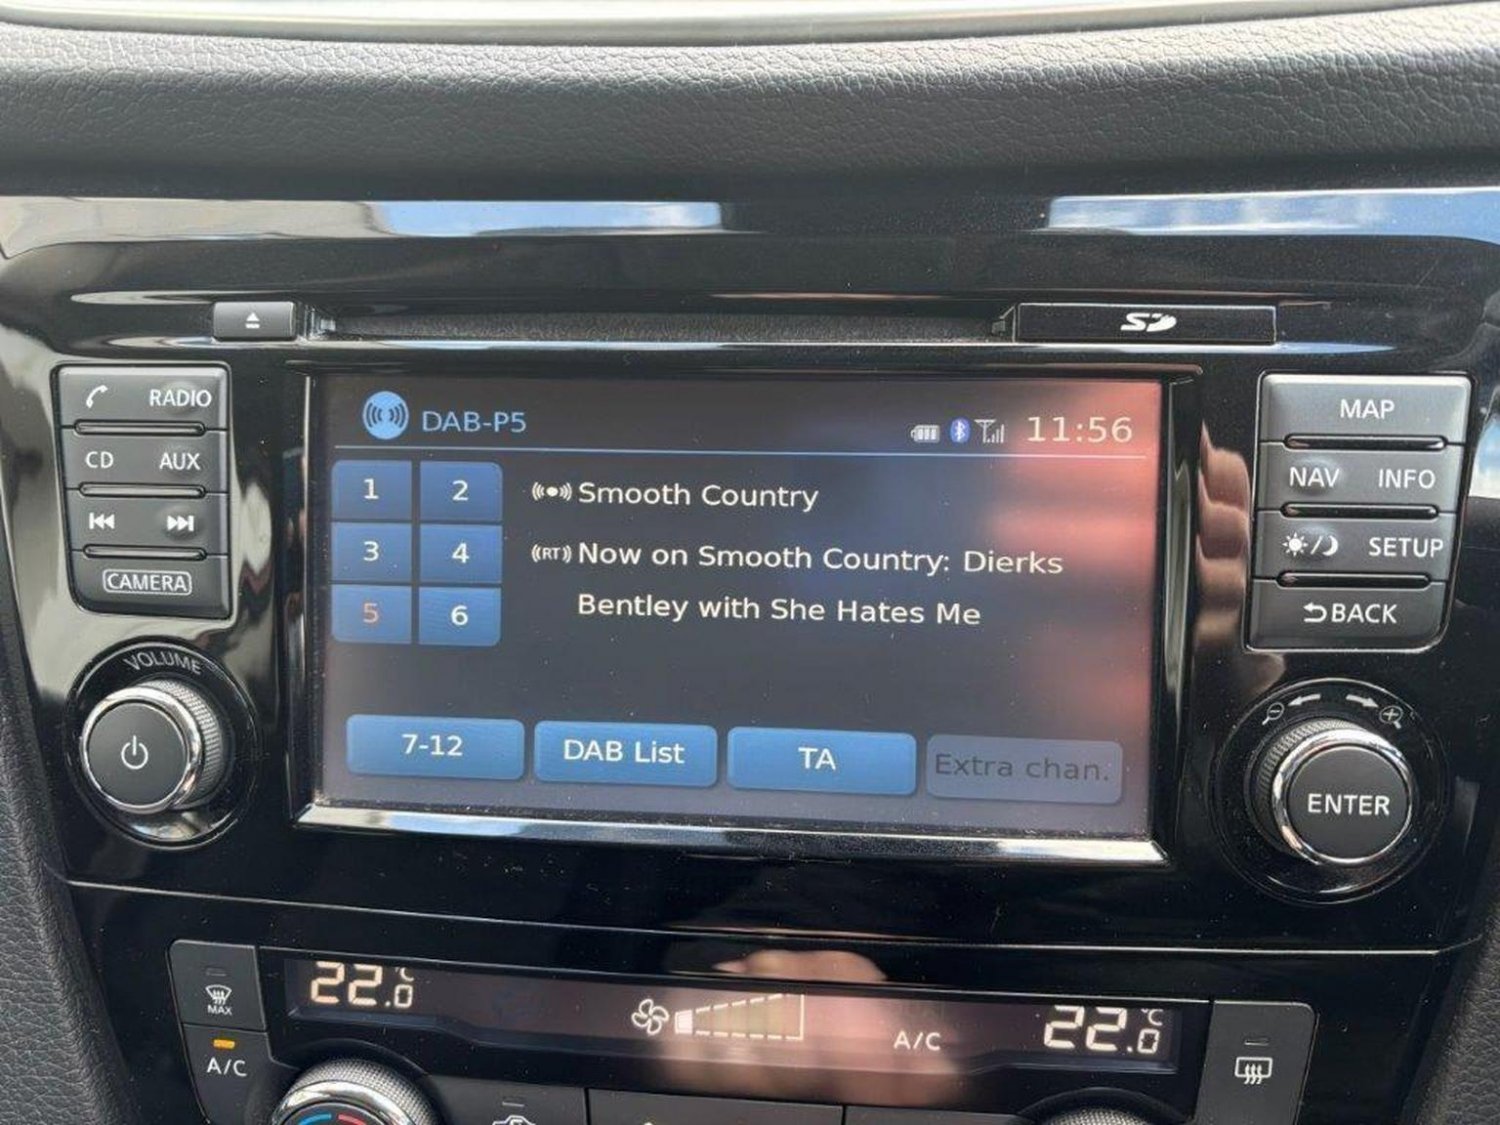 SD
RADIO
CD AUX
CAMERA
VOLUME
DAB-P5
11:56
1 2
3 4
5 6
Smooth Country
((RT)) Now on Smooth Country: Dierks
Bentley with She Hates Me
7-12
DAB List
TA
Extra chan.
MAP
NAV INFO
SETUP
BACK
ENTER
MAX
A/C
22.0°C
A/C
22.0°C